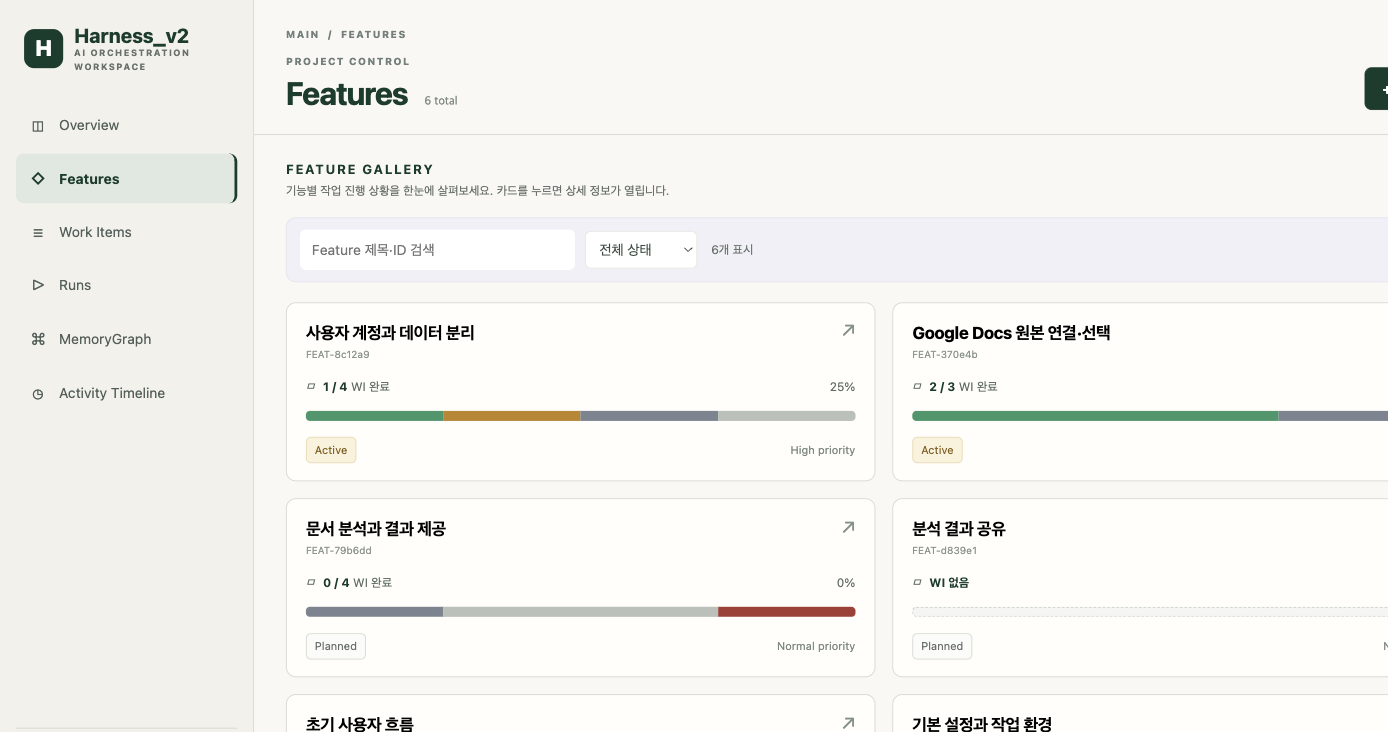 H
Harness_v2
AI ORCHESTRATION
WORKSPACE
Overview
Features
Work Items
Runs
MemoryGraph
Activity Timeline
MAIN / FEATURES
PROJECT CONTROL
Features 6 total
+
FEATURE GALLERY
기능별 작업 진행 상황을 한눈에 살펴보세요. 카드를 누르면 상세 정보가 열립니다.
Feature 제목·ID 검색 전체 상태 6개 표시
사용자 계정과 데이터 분리
FEAT-8c12a9
1 / 4 WI 완료 25%
Active High priority
Google Docs 원본 연결·선택
FEAT-370e4b
2 / 3 WI 완료
Active
문서 분석과 결과 제공
FEAT-79b6dd
0 / 4 WI 완료 0%
Planned Normal priority
분석 결과 공유
FEAT-d839e1
WI 없음
Planned
초기 사용자 흐름
기본 설정과 작업 환경